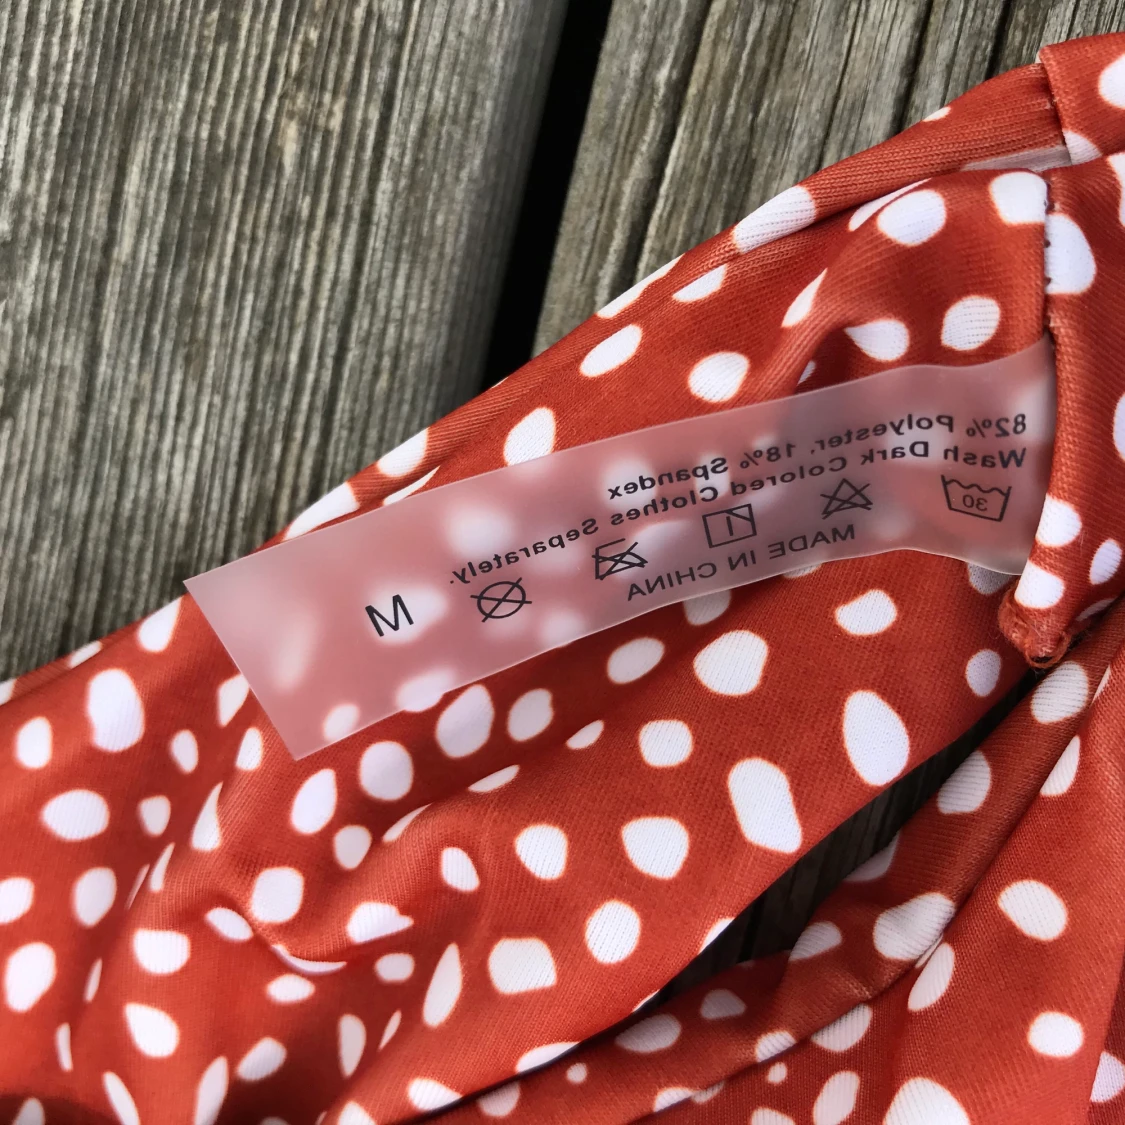 82% Polyester, 18% Spandex
Wash Dark Colored Clothes Separately.
30
MADE IN CHINA
M